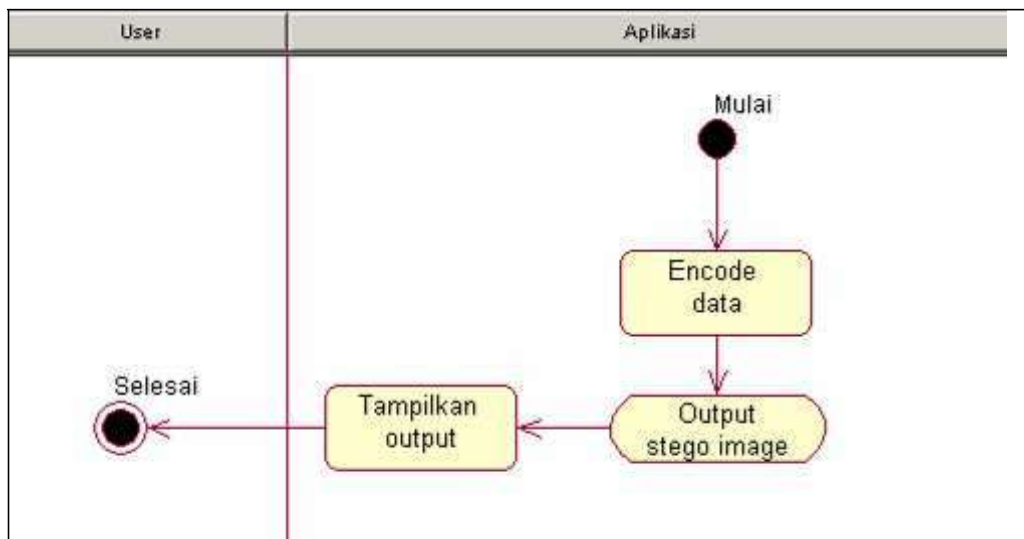 User
Aplikasi
Mulai
Encode
data
Output
stego image
Tampilkan
output
Selesai